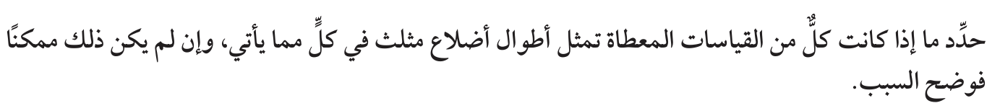 حدِّد ما إذا كانت كلٌّ من القياسات المعطاة تمثل أطوال أضلاع مثلث في كلٍّ مما يأتي، وإن لم يكن ذلك ممكنًا
فوضح السبب.